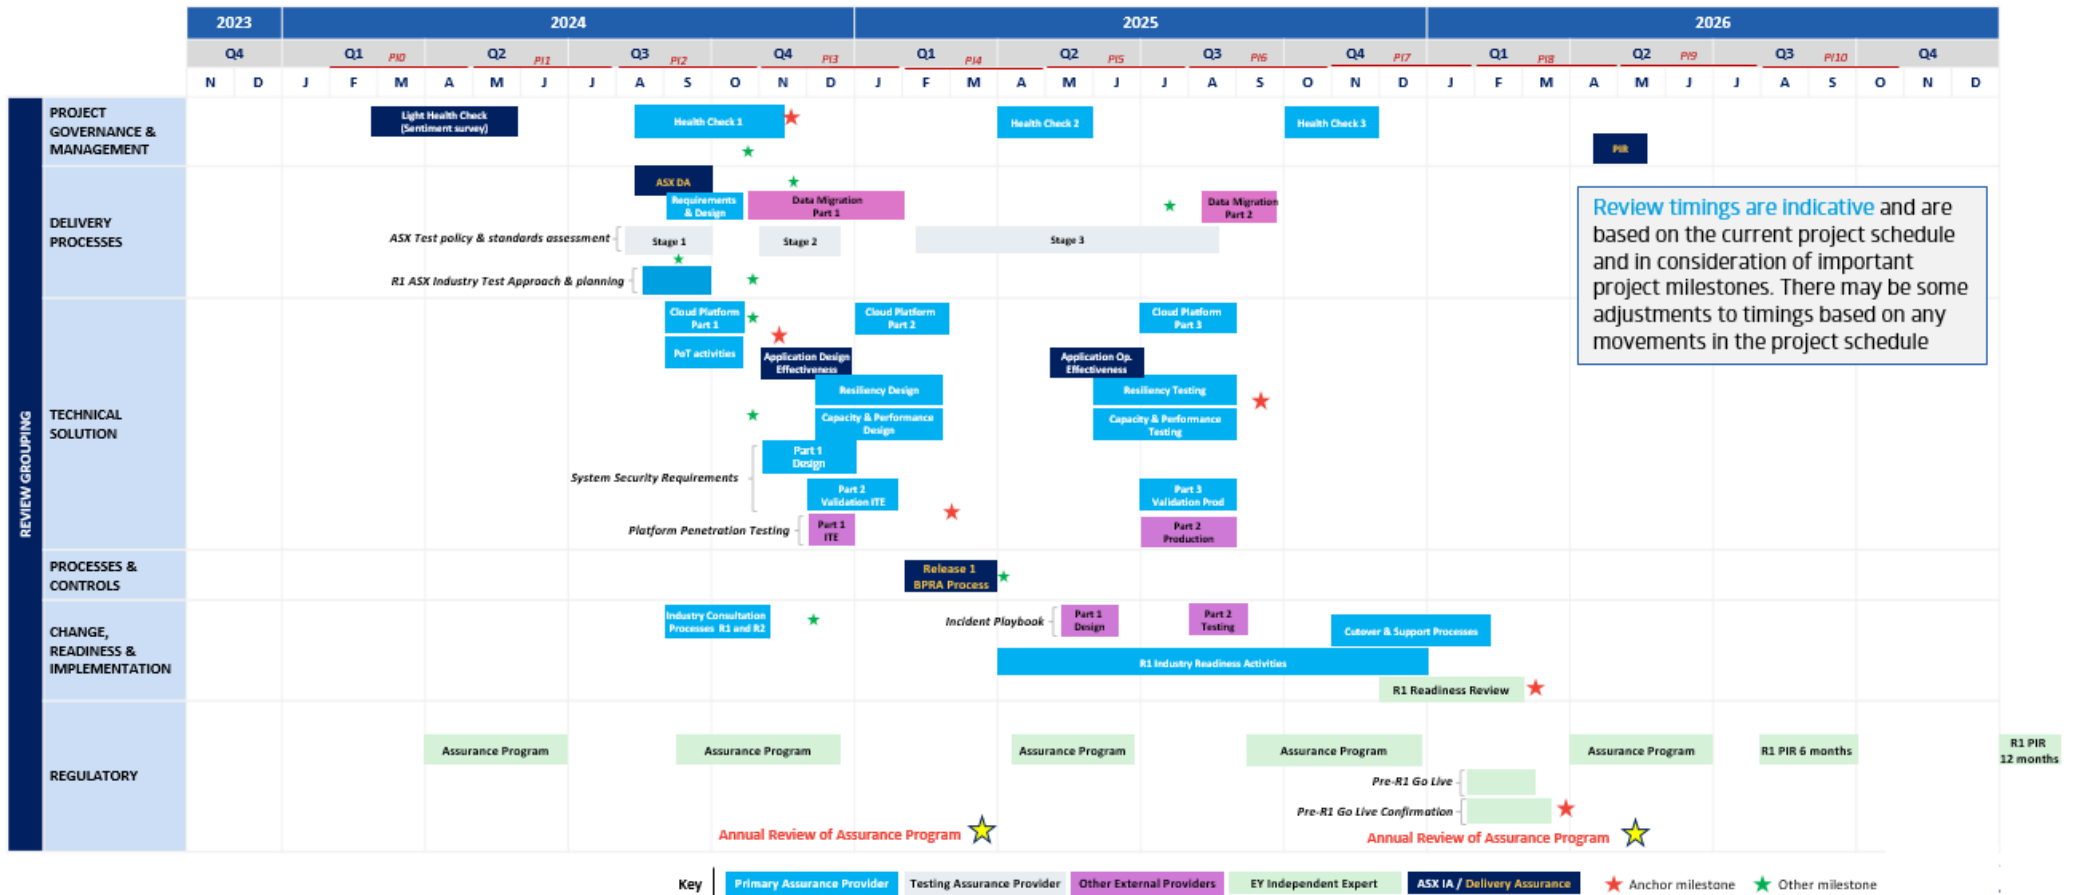 2023 2024 2025 2026
Q4 Q1 PI0 Q2 PI1 Q3 PI2 Q4 PI3 Q1 PI4 Q2 PI5 Q3 PI6 Q4 PI7 Q1 PI8 Q2 PI9 Q3 PI10 Q4
N D J F M A M J J A S O N D J F M A M J J A S O N D J F M A M J J A S O N D
REVIEW GROUPING
PROJECT
GOVERNANCE &
MANAGEMENT
Light Health Check
(Sentiment survey)
Health Check 1
Health Check 2
Health Check 3
PIR
DELIVERY
PROCESSES
ASX DA
Requirements
& Design
Data Migration
Part 1
Data Migration
Part 2
ASX Test policy & standards assessment
Stage 1
Stage 2
Stage 3
R1 ASX Industry Test Approach & planning
Review timings are indicative and are
based on the current project schedule
and in consideration of important
project milestones. There may be some
adjustments to timings based on any
movements in the project schedule
TECHNICAL
SOLUTION
Cloud Platform
Part 1
Cloud Platform
Part 2
Cloud Platform
Part 3
PoT activities
Application Design
Effectiveness
Application Op.
Effectiveness
Resiliency Design
Resiliency Testing
Capacity & Performance
Design
Capacity & Performance
Testing
System Security Requirements
Part 1
Design
Part 2
Validation ITE
Part 3
Validation Prod
Platform Penetration Testing
Part 1
ITE
Part 2
Production
PROCESSES &
CONTROLS
Release 1
BPRA Process
CHANGE,
READINESS &
IMPLEMENTATION
Industry Consultation
Processes R1 and R2
Incident Playbook
Part 1
Design
Part 2
Testing
Cutover & Support Processes
R1 Industry Readiness Activities
R1 Readiness Review
REGULATORY
Assurance Program
Assurance Program
Assurance Program
Assurance Program
Assurance Program
R1 PIR 6 months
R1 PIR
12 months
Pre-R1 Go Live
Pre-R1 Go Live Confirmation
Annual Review of Assurance Program
Annual Review of Assurance Program
Key
Primary Assurance Provider
Testing Assurance Provider
Other External Providers
EY Independent Expert
ASX IA / Delivery Assurance
Anchor milestone
Other milestone